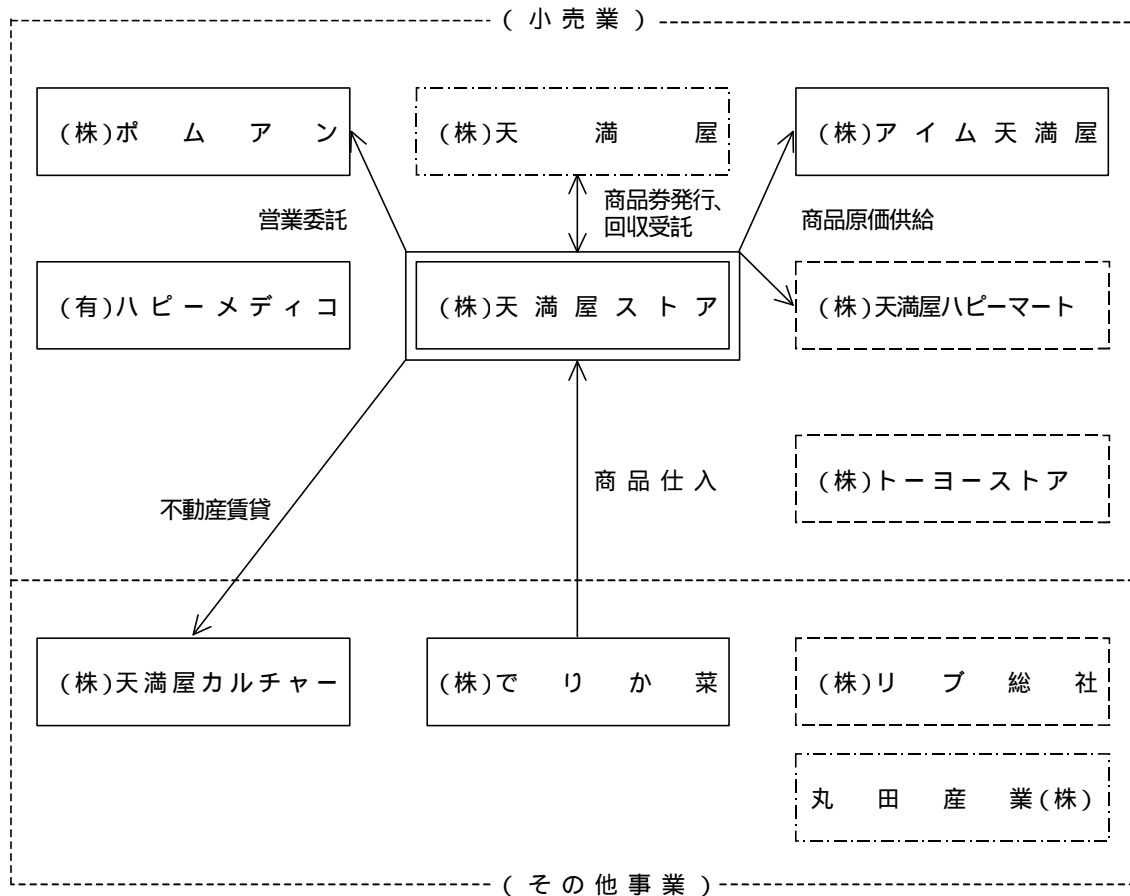 (小売業)
(株)ポムアン
(株)天満屋
(株)アイム天満屋
営業委託
商品券発行、
回収受託
商品原価供給
(有)ハピーメディコ
(株)天満屋ストア
(株)天満屋ハピーマート
不動産賃貸
商品仕入
(株)トーヨーストア
(株)天満屋カルチャー
(株)でりか菜
(株)リブ総社
丸田産業(株)
(その他事業)